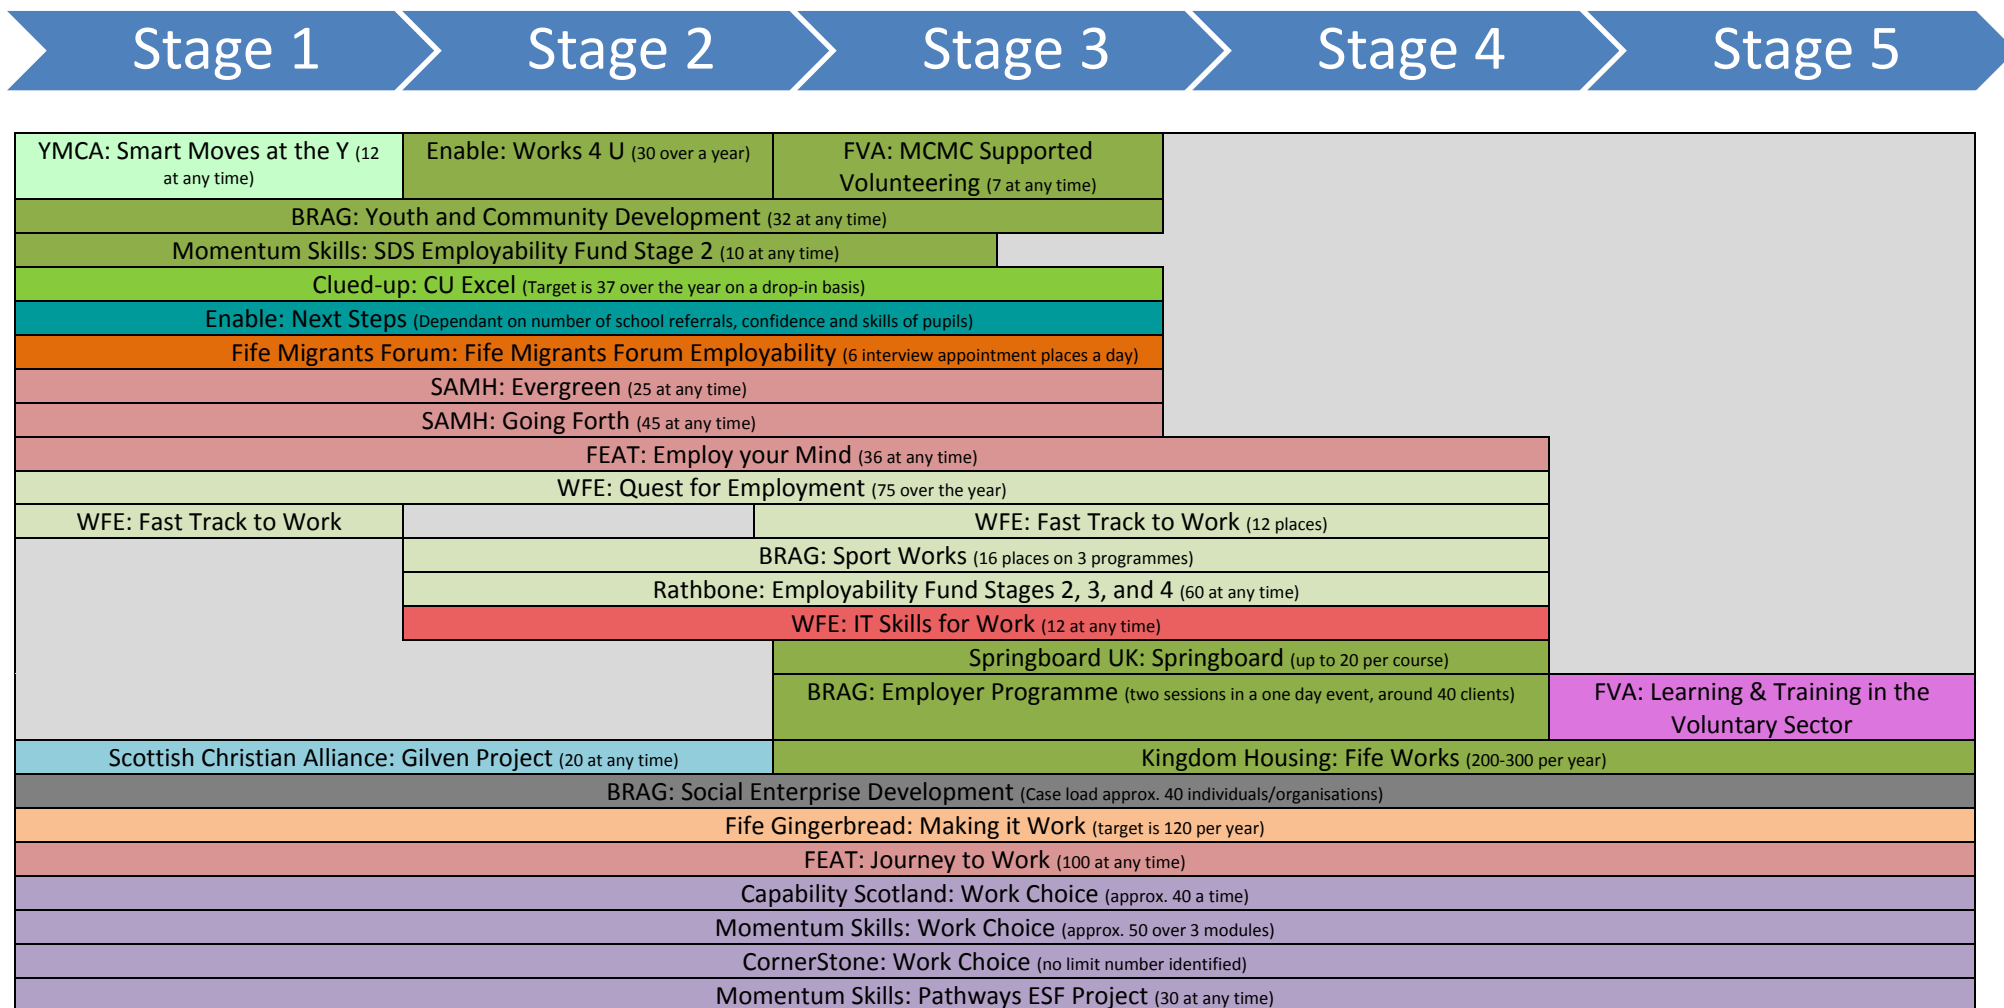 Stage 1
Stage 2
Stage 3
Stage 4
Stage 5
YMCA: Smart Moves at the Y (12
at any time)
Enable: Works 4 U (30 over a year)
FVA: MCMC Supported
Volunteering (7 at any time)
BRAG: Youth and Community Development (32 at any time)
Momentum Skills: SDS Employability Fund Stage 2 (10 at any time)
Clued-up: CU Excel (Target is 37 over the year on a drop-in basis)
Enable: Next Steps (Dependant on number of school referrals, confidence and skills of pupils)
Fife Migrants Forum: Fife Migrants Forum Employability (6 interview appointment places a day)
SAMH: Evergreen (25 at any time)
SAMH: Going Forth (45 at any time)
FEAT: Employ your Mind (36 at any time)
WFE: Quest for Employment (75 over the year)
WFE: Fast Track to Work
WFE: Fast Track to Work (12 places)
BRAG: Sport Works (16 places on 3 programmes)
Rathbone: Employability Fund Stages 2, 3, and 4 (60 at any time)
WFE: IT Skills for Work (12 at any time)
Springboard UK: Springboard (up to 20 per course)
BRAG: Employer Programme (two sessions in a one day event, around 40 clients)
FVA: Learning & Training in the
Voluntary Sector
Scottish Christian Alliance: Gilven Project (20 at any time)
Kingdom Housing: Fife Works (200-300 per year)
BRAG: Social Enterprise Development (Case load approx. 40 individuals/organisations)
Fife Gingerbread: Making it Work (target is 120 per year)
FEAT: Journey to Work (100 at any time)
Capability Scotland: Work Choice (approx. 40 a time)
Momentum Skills: Work Choice (approx. 50 over 3 modules)
CornerStone: Work Choice (no limit number identified)
Momentum Skills: Pathways ESF Project (30 at any time)